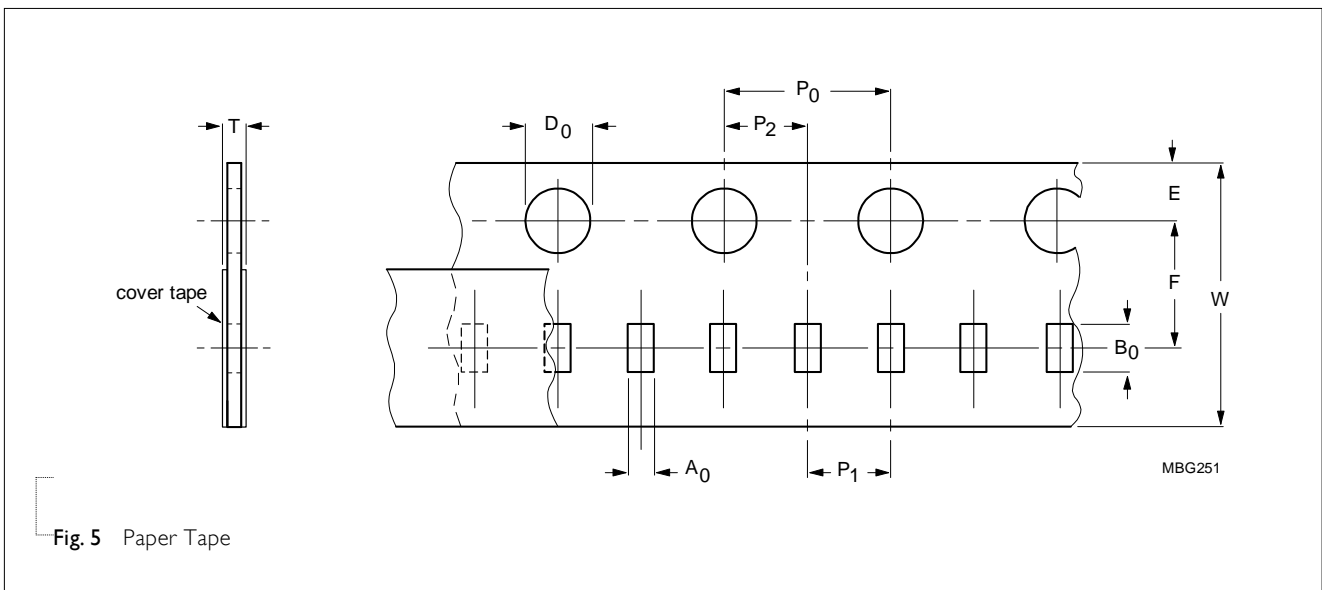 P0
T
D0
P2
E
cover tape
F
W
B0
A0
P1
MBG251
Fig. 5 Paper Tape